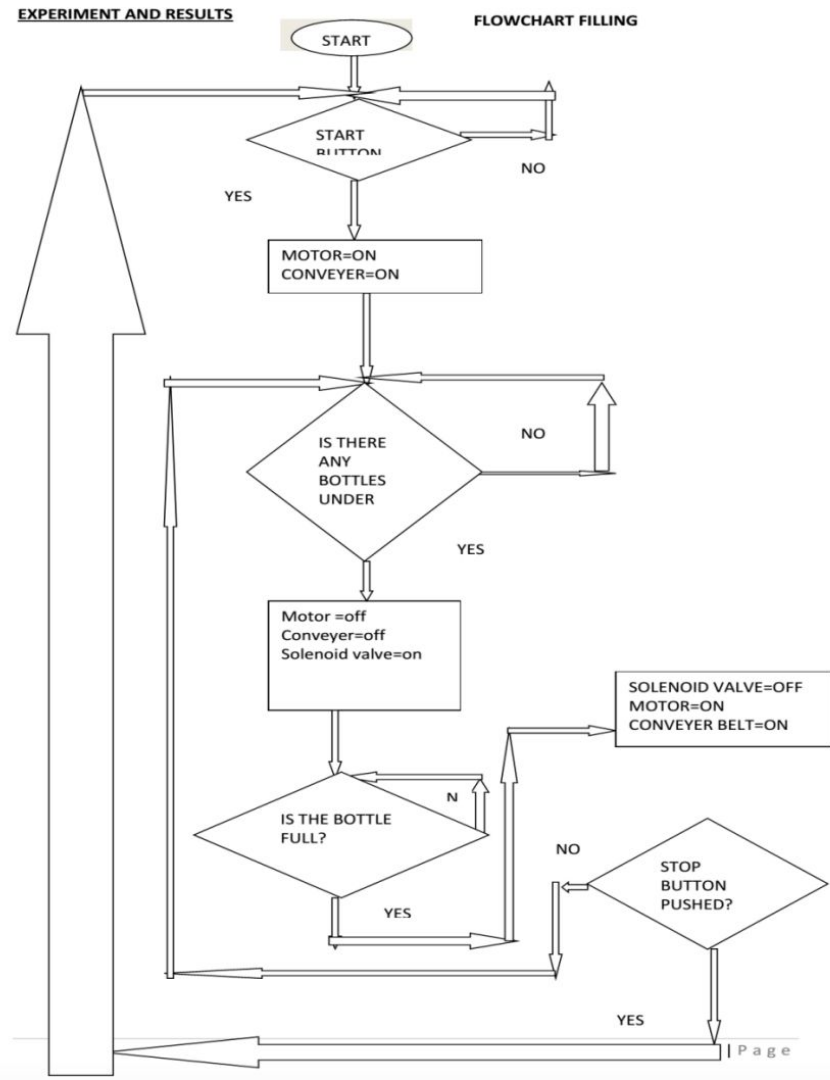 EXPERIMENT AND RESULTS
FLOWCHART FILLING
START
START
BUTTON
NO
YES
MOTOR=ON
CONVEYER=ON
IS THERE
ANY
BOTTLES
UNDER
NO
YES
Motor =off
Conveyer=off
Solenoid valve=on
SOLENOID VALVE=OFF
MOTOR=ON
CONVEYER BELT=ON
IS THE BOTTLE
FULL?
N
YES
NO
STOP
BUTTON
PUSHED?
YES
| Page